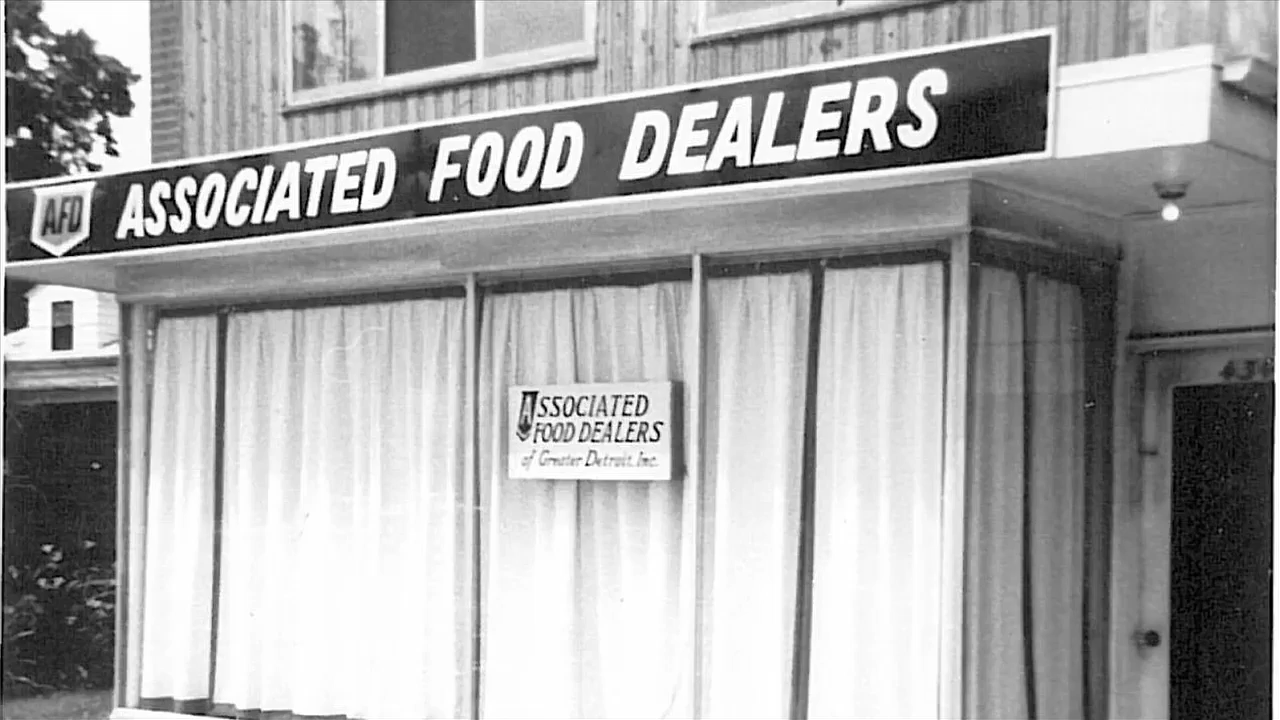 AFD ASSOCIATED FOOD DEALERS
ASSOCIATED
FOOD DEALERS
of Greater Detroit, Inc.